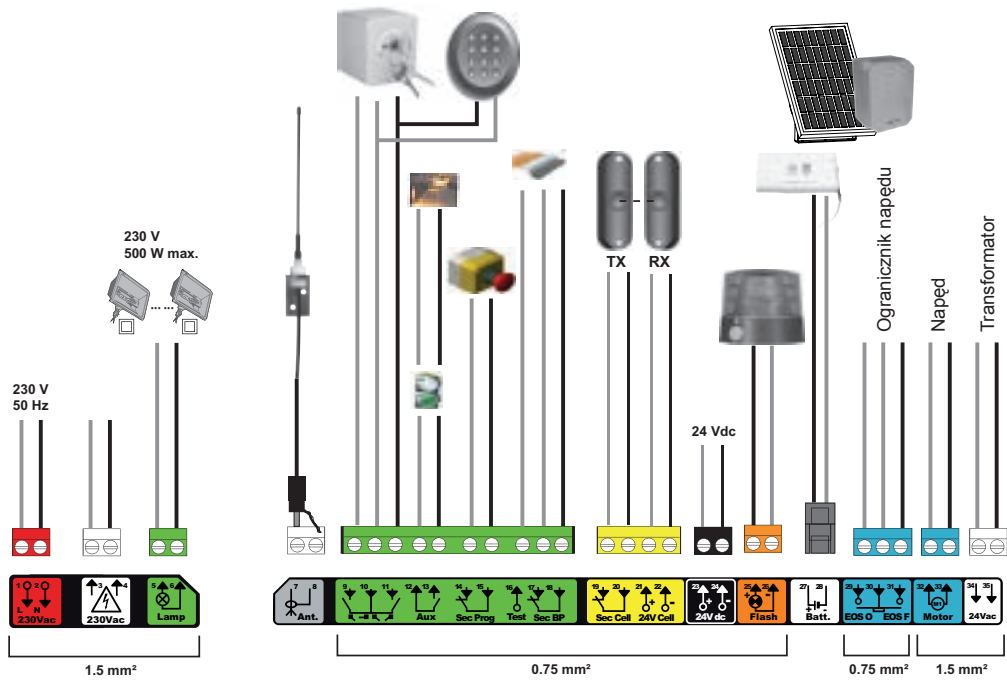 230 V
500 W max.
230 V
50 Hz
TX
RX
24 Vdc
Ogranicznik napędu
Napęd
Transformator
1 2
L N
230Vac
3 4
230Vac
5 6
Lamp
7 8
Ant.
9 10 11
12 13
Aux
14 15
Sec Prog
16
Test
17 18
Sec BP
19 20
Sec Cell
21 22
+ -
24V Cell
23 24
+ -
24V dc
25 26
+ -
Flash
27 28
Batt.
29 30 31
EOS O EOS F
32 33
M1
Motor
34 35
24Vac
1.5 mm²
0.75 mm²
0.75 mm²
1.5 mm²